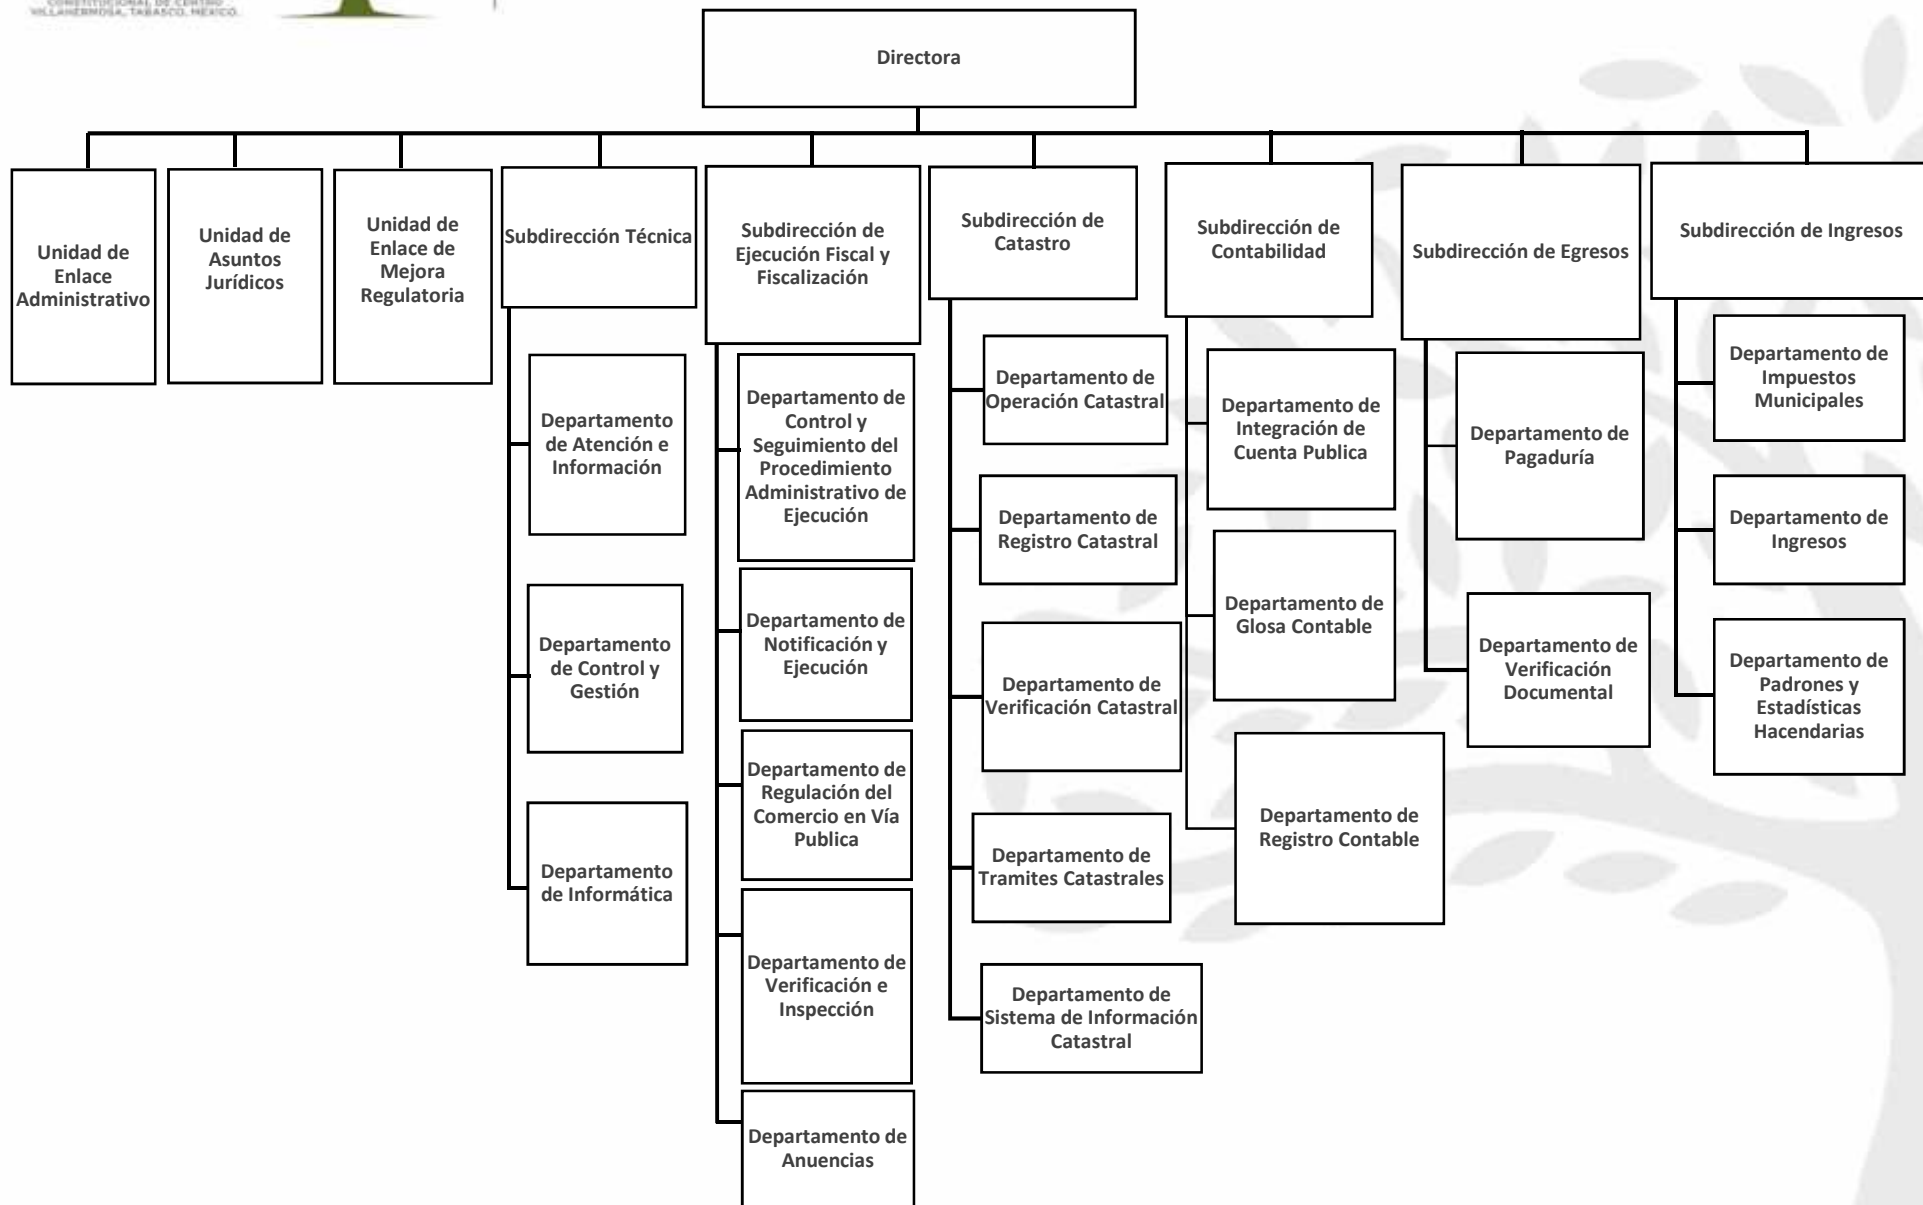 CONSTITUCIONAL DE CENTRO
VILLAHERMOSA, TABASCO, MÉXICO.
Directora
Unidad de
Enlace
Administrativo
Unidad de
Asuntos
Jurídicos
Unidad de
Enlace de
Mejora
Regulatoria
Subdirección Técnica
Departamento
de Atención e
Información
Departamento
de Control y
Gestión
Departamento
de Informática
Subdirección de
Ejecución Fiscal y
Fiscalización
Departamento de
Control y
Seguimiento del
Procedimiento
Administrativo de
Ejecución
Departamento de
Notificación y
Ejecución
Departamento de
Regulación del
Comercio en Vía
Publica
Departamento de
Verificación e
Inspección
Departamento de
Anuencias
Subdirección de
Catastro
Departamento de
Operación Catastral
Departamento de
Registro Catastral
Departamento de
Verificación Catastral
Departamento de
Tramites Catastrales
Departamento de
Sistema de Información
Catastral
Subdirección de
Contabilidad
Departamento de
Integración de
Cuenta Publica
Departamento de
Glosa Contable
Departamento de
Registro Contable
Subdirección de Egresos
Departamento de
Pagaduría
Departamento de
Verificación
Documental
Subdirección de Ingresos
Departamento de
Impuestos
Municipales
Departamento de
Ingresos
Departamento de
Padrones y
Estadísticas
Hacendarias